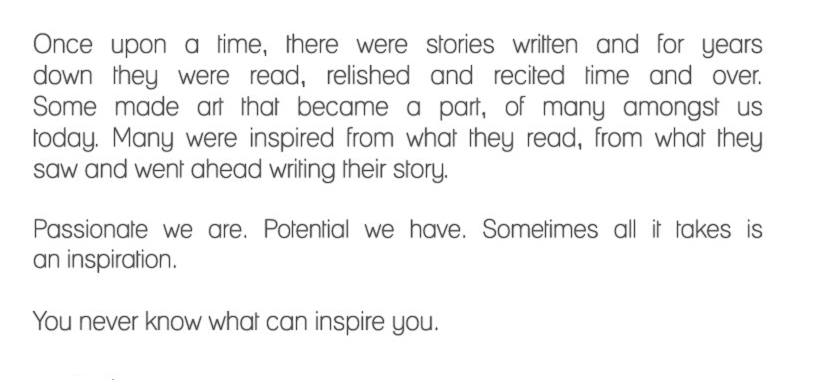 Once upon a time, there were stories written and for years
down they were read, relished and recited time and over.
Some made art that became a part, of many amongst us
today. Many were inspired from what they read, from what they
saw and went ahead writing their story.
Passionate we are. Potential we have. Sometimes all it takes is
an inspiration.
You never know what can inspire you.